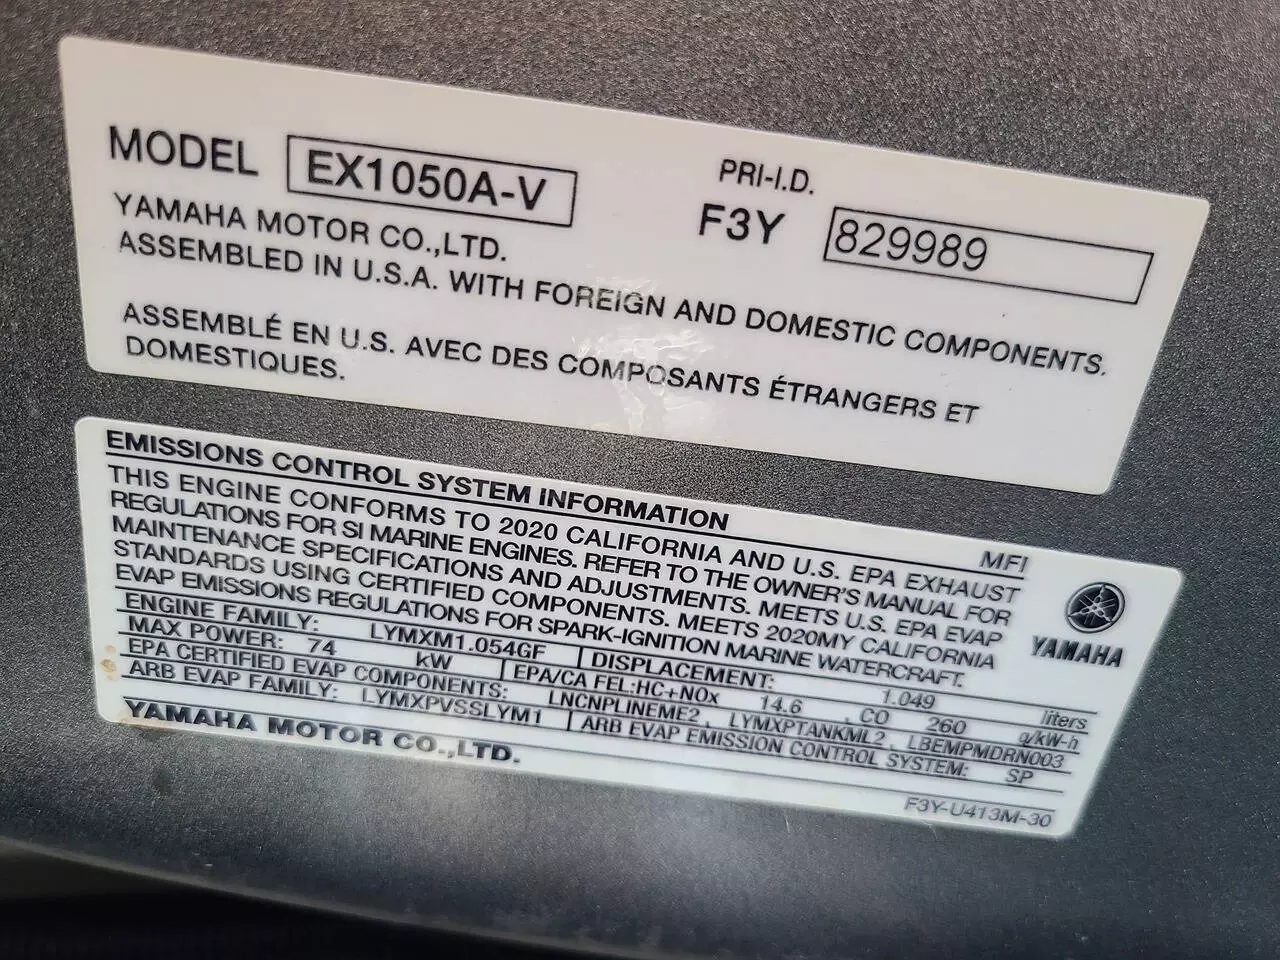 MODEL EX1050A-V
PRI-I.D.
F3Y 829989
YAMAHA MOTOR CO.,LTD.
ASSEMBLED IN U.S.A. WITH FOREIGN AND DOMESTIC COMPONENTS.
ASSEMBLÉ EN U.S. AVEC DES COMPOSANTS ÉTRANGERS ET
DOMESTIQUES.
EMISSIONS CONTROL SYSTEM INFORMATION
MFI
THIS ENGINE CONFORMS TO 2020 CALIFORNIA AND U.S. EPA EXHAUST
REGULATIONS FOR SI MARINE ENGINES. REFER TO THE OWNER'S MANUAL FOR
MAINTENANCE SPECIFICATIONS AND ADJUSTMENTS. MEETS U.S. EPA EVAP
STANDARDS USING CERTIFIED COMPONENTS. MEETS 2020MY CALIFORNIA
EVAP EMISSIONS REGULATIONS FOR SPARK-IGNITION MARINE WATERCRAFT.
YAMAHA
ENGINE FAMILY: LYMXM1.054GF DISPLACEMENT: 1.049 liters
MAX POWER: 74 kW EPA/CA FEL:HC+NOx 14.6 , CO 260 g/kW-h
EPA CERTIFIED EVAP COMPONENTS: LNCNPLINEME2 , LYMXPTANKML2 , LBEMPMDRN003
ARB EVAP FAMILY: LYMXPVSSLYM1 ARB EVAP EMISSION CONTROL SYSTEM: SP
YAMAHA MOTOR CO.,LTD.
F3Y-U413M-30